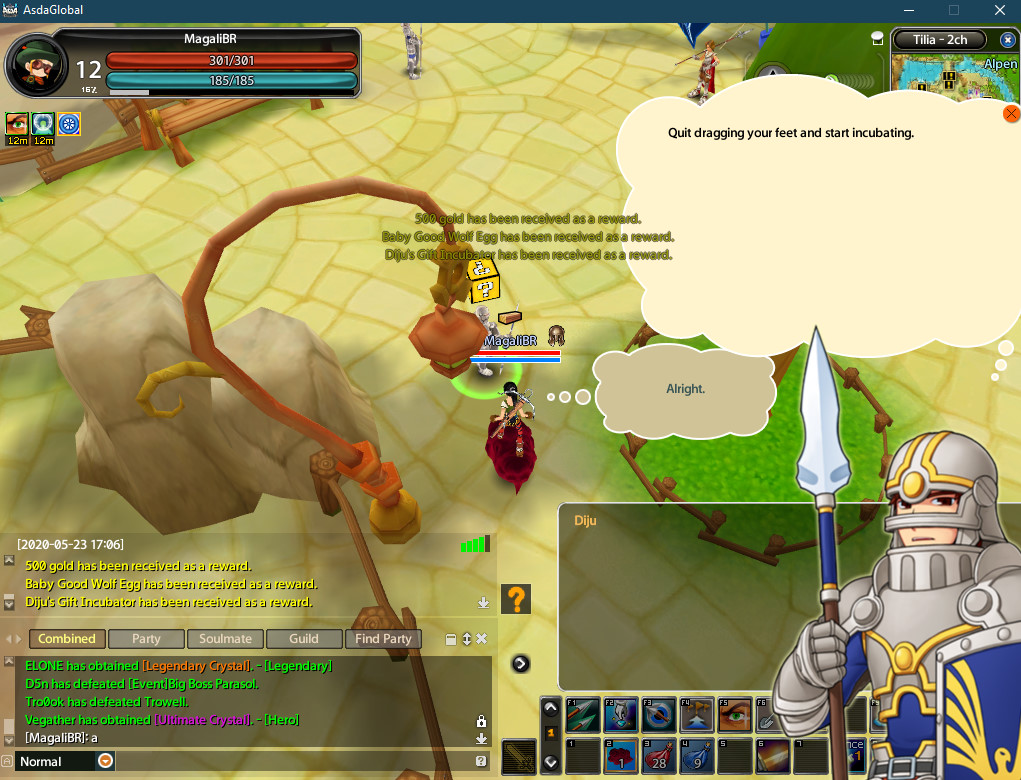 AsdaGlobal
MagaliBR
12
16%
301/301
185/185
12m
12m
Tilia - 2ch
Alpen
Quit dragging your feet and start incubating.
500 gold has been received as a reward.
Baby Good Wolf Egg has been received as a reward.
Diju's Gift Incubator has been received as a reward.
MagaliBR
Alright.
Diju
[2020-05-23 17:06]
500 gold has been received as a reward.
Baby Good Wolf Egg has been received as a reward.
Diju's Gift Incubator has been received as a reward.
Combined
Party
Soulmate
Guild
Find Party
ELONE has obtained [Legendary Crystal]. - [Legendary]
D5n has defeated [Event]Big Boss Parasol.
Tro0ok has defeated Trowell.
Vegather has obtained [Ultimate Crystal]. - [Hero]
[MagaliBR]: a
Normal
F1
F2
F3
F4
F5
F6
F9
1
1
2
1
3
28
4
9
5
6
7
nce
1